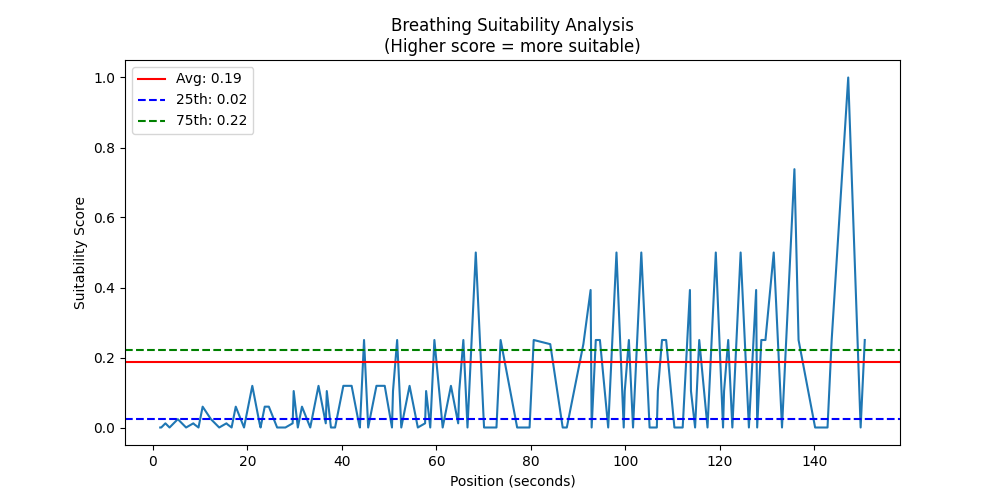 Breathing Suitability Analysis
(Higher score = more suitable)
Avg: 0.19
25th: 0.02
75th: 0.22
Suitability Score
1.0
0.8
0.6
0.4
0.2
0.0
0 20 40 60 80 100 120 140
Position (seconds)